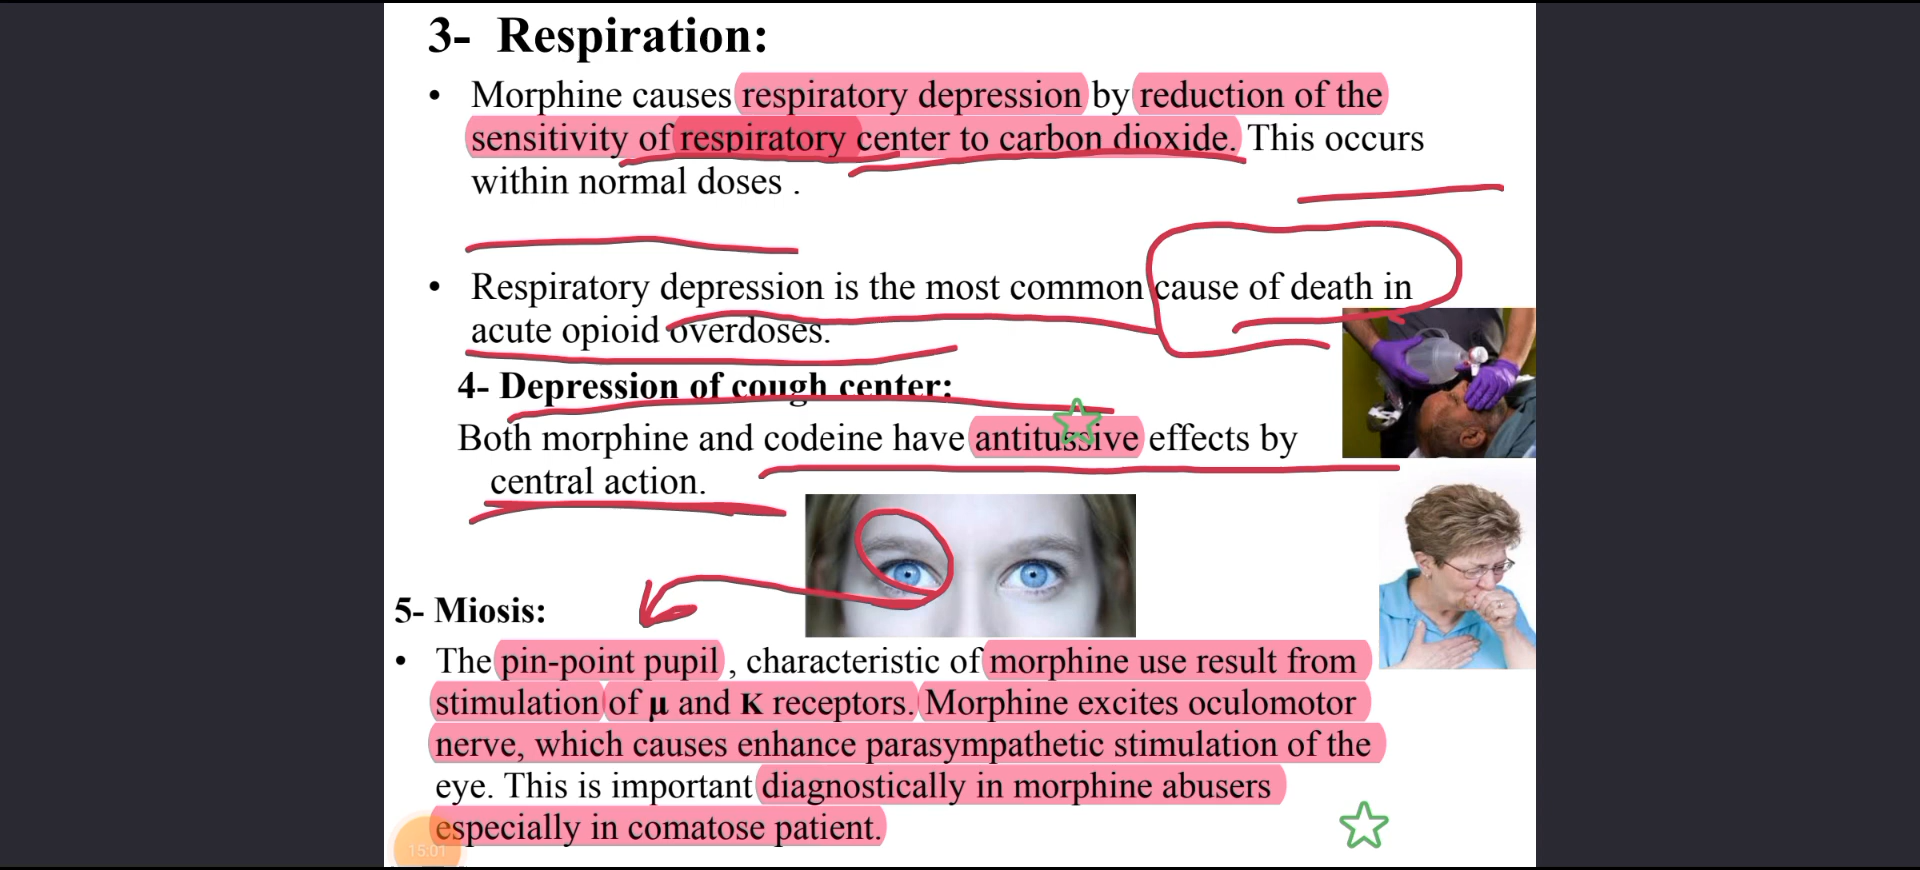 3- Respiration:
• Morphine causes respiratory depression by reduction of the
sensitivity of respiratory center to carbon dioxide. This occurs
within normal doses .
• Respiratory depression is the most common cause of death in
acute opioid overdoses.
4- Depression of cough center:
Both morphine and codeine have antitussive effects by
central action.
5- Miosis:
• The pin-point pupil , characteristic of morphine use result from
stimulation of μ and K receptors. Morphine excites oculomotor
nerve, which causes enhance parasympathetic stimulation of the
eye. This is important diagnostically in morphine abusers
especially in comatose patient.
15:01